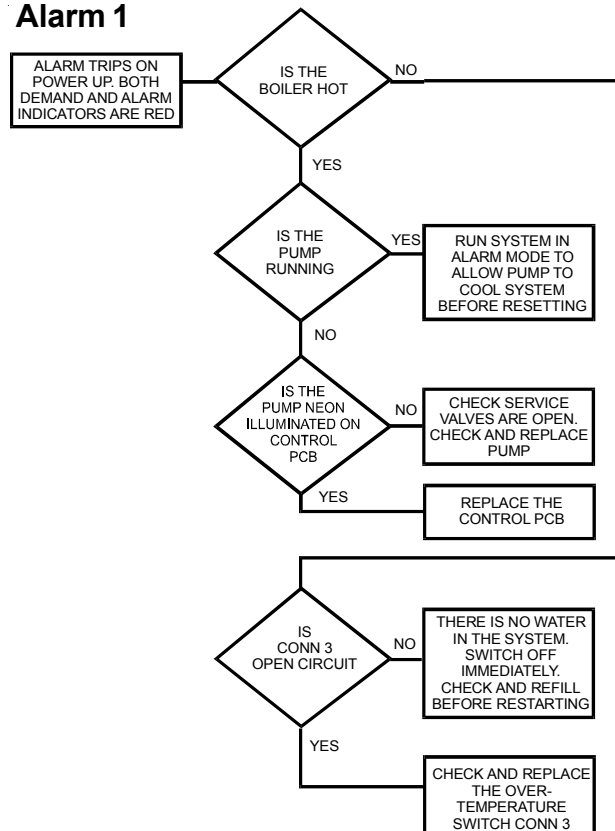 Alarm 1
ALARM TRIPS ON
POWER UP. BOTH
DEMAND AND ALARM
INDICATORS ARE RED
IS THE
BOILER HOT
NO
YES
IS THE
PUMP
RUNNING
YES
RUN SYSTEM IN
ALARM MODE TO
ALLOW PUMP TO
COOL SYSTEM
BEFORE RESETTING
NO
IS THE
PUMP NEON
ILLUMINATED ON
CONTROL
PCB
NO
CHECK SERVICE
VALVES ARE OPEN.
CHECK AND REPLACE
PUMP
YES
REPLACE THE
CONTROL PCB
IS
CONN 3
OPEN CIRCUIT
NO
THERE IS NO WATER
IN THE SYSTEM.
SWITCH OFF
IMMEDIATELY.
CHECK AND REFILL
BEFORE RESTARTING
YES
CHECK AND REPLACE
THE OVER-
TEMPERATURE
SWITCH CONN 3